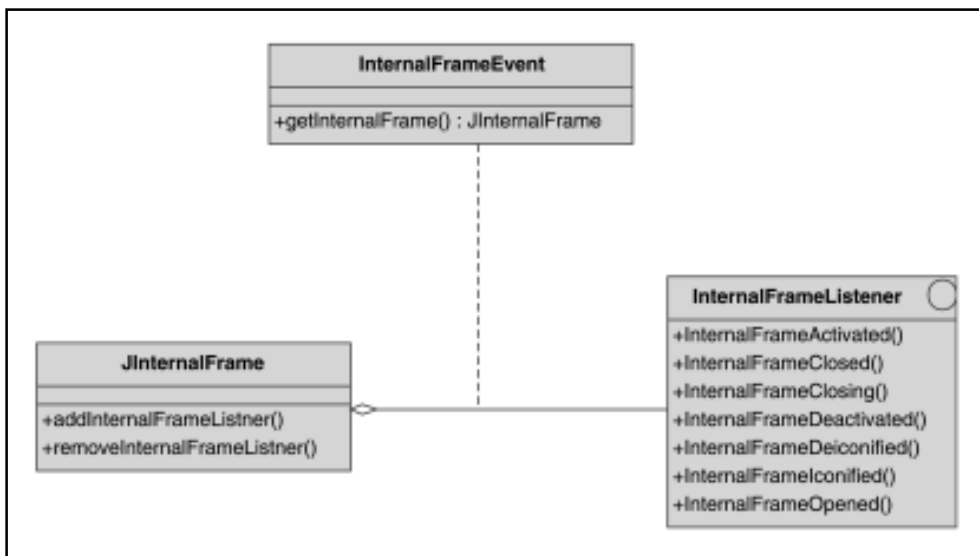 InternalFrameEvent
+getInternalFrame() : JInternalFrame
InternalFrameListener
+InternalFrameActivated()
+InternalFrameClosed()
+InternalFrameClosing()
+InternalFrameDeactivated()
+InternalFrameDeiconified()
+InternalFrameIconified()
+InternalFrameOpened()
JInternalFrame
+addInternalFrameListner()
+removeInternalFrameListner()